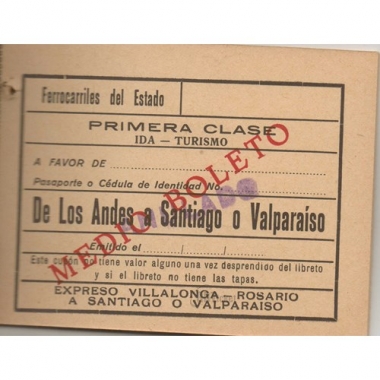 Ferrocarriles del Estado
PRIMERA CLASE
IDA — TURISMO
A FAVOR DE
Pasaporte o Cédula de Identidad No.
De Los Andes a Santiago o Valparaíso
Emitido el / / /
Este cupón no tiene valor alguno una vez desprendido del libreto
y si el libreto no tiene las tapas.
EXPRESO VILLALONGA — ROSARIO
A SANTIAGO O VALPARAISO
MEDIO BOLETO